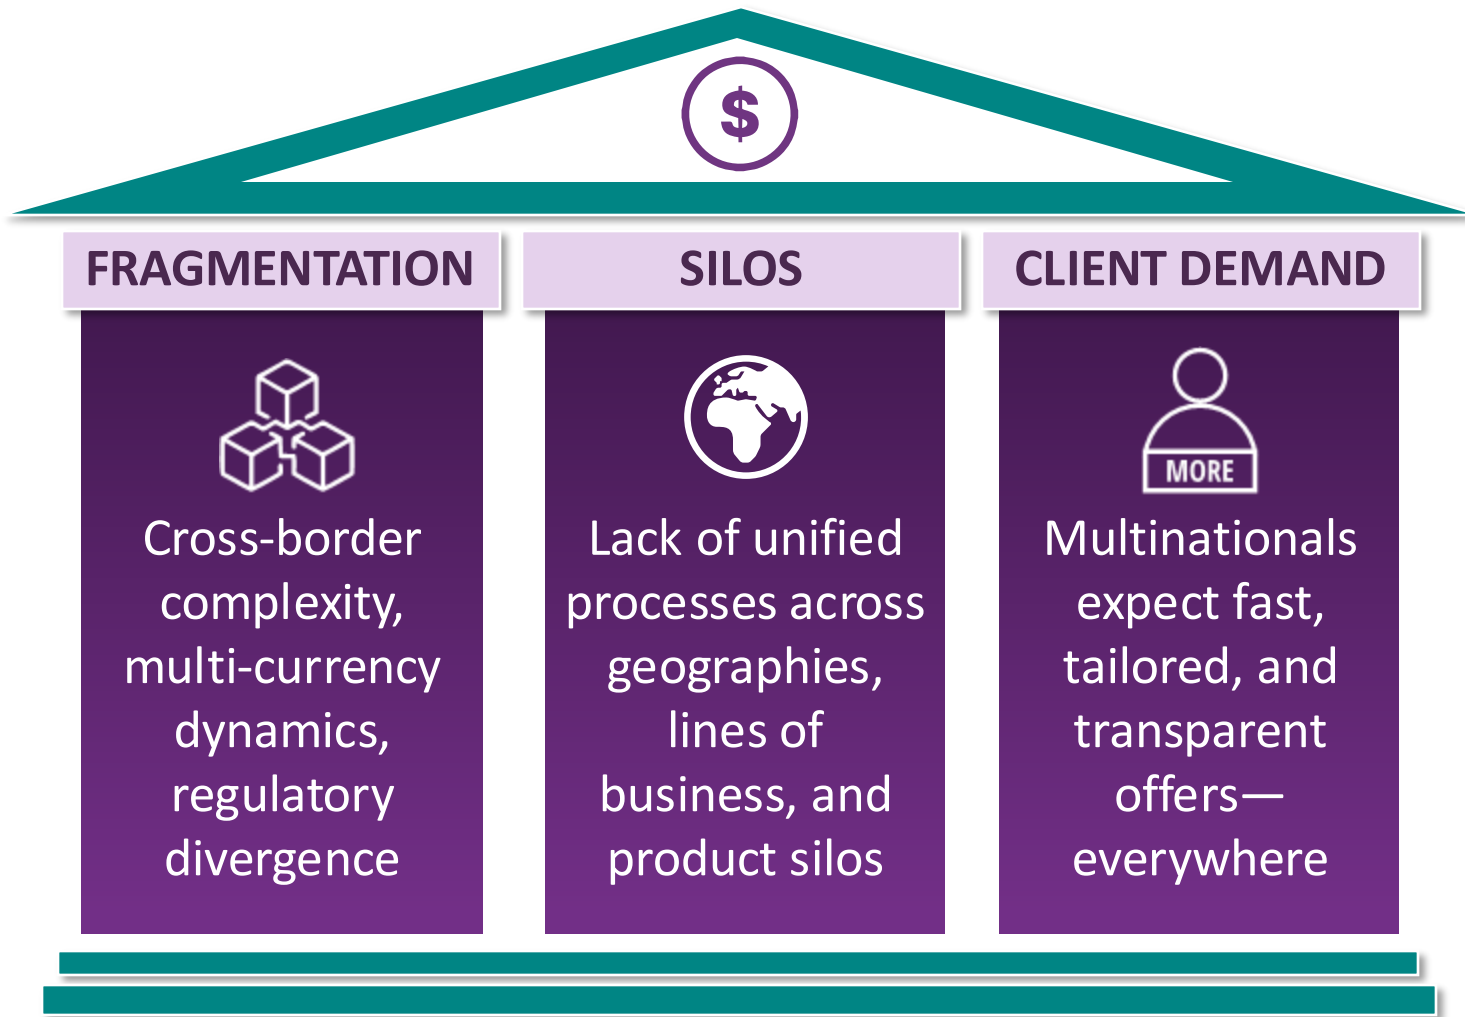 $
FRAGMENTATION
Cross-border
complexity,
multi-currency
dynamics,
regulatory
divergence
SILOS
Lack of unified
processes across
geographies,
lines of
business, and
product silos
CLIENT DEMAND
MORE
Multinationals
expect fast,
tailored, and
transparent
offers—
everywhere